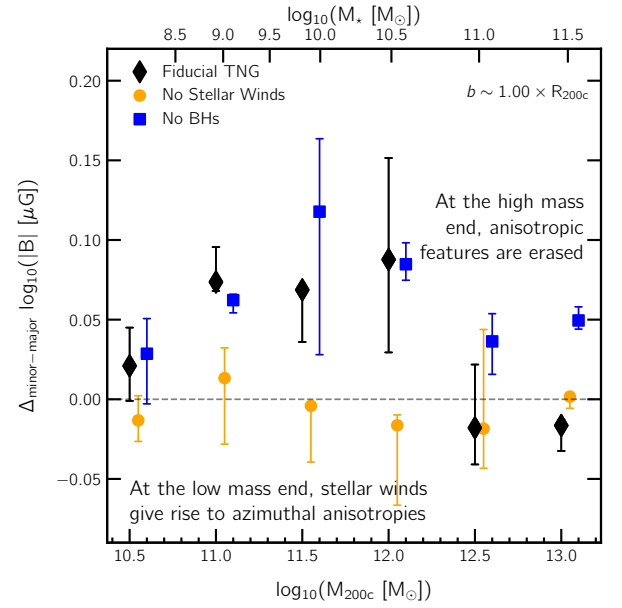 log₁₀(M⋆ [M⊙])
8.5 9.0 9.5 10.0 10.5 11.0 11.5
Fiducial TNG
No Stellar Winds
No BHs
b ∼ 1.00 × R₂₀₀c
At the high mass
end, anisotropic
features are erased
Δminor−major log₁₀(|B| [μG])
0.20
0.15
0.10
0.05
0.00
−0.05
At the low mass end, stellar winds
give rise to azimuthal anisotropies
10.5 11.0 11.5 12.0 12.5 13.0
log₁₀(M₂₀₀c [M⊙])